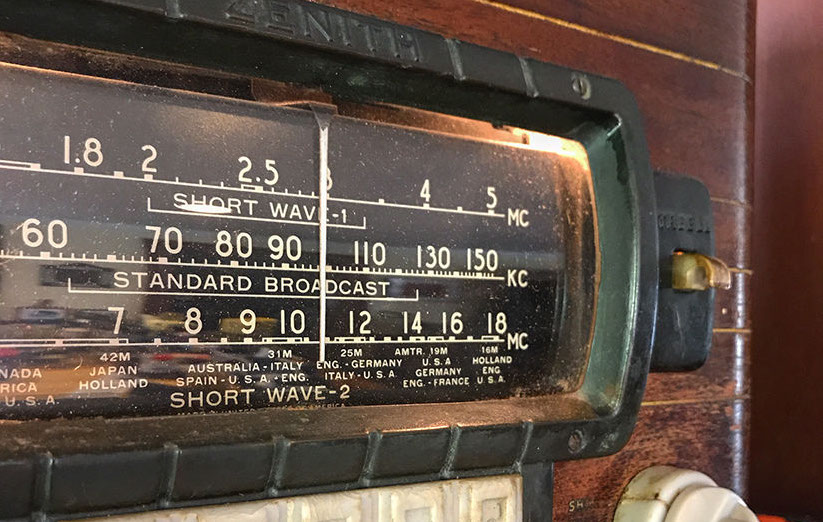 ZENITH
1.8 2 2.5 3 4 5 MC
SHORT WAVE-1
60 70 80 90 110 130 150 KC
STANDARD BROADCAST
7 8 9 10 12 14 16 18 MC
42M 31M 25M AMTR. 19M 16M
NADA JAPAN AUSTRALIA - ITALY ENG. - GERMANY U.S.A HOLLAND
RICA HOLLAND SPAIN - U.S.A. - ENG. ITALY - U.S.A. GERMANY ENG
U.S.A. ENG. - FRANCE U.S.A.
SHORT WAVE-2